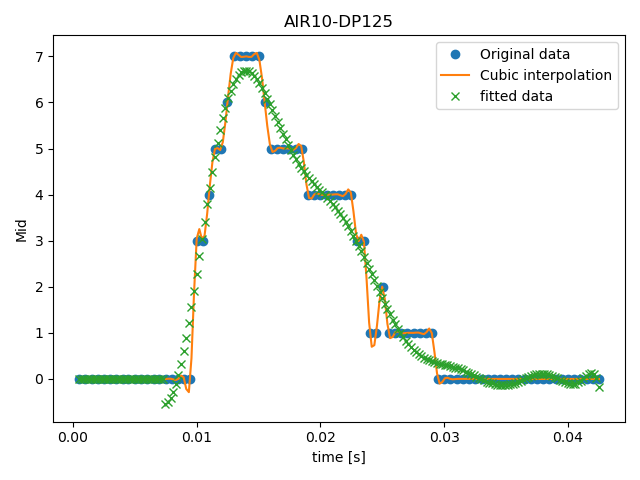 AIR10-DP125
Original data
Cubic interpolation
fitted data
Mid
7
6
5
4
3
2
1
0
0.00 0.01 0.02 0.03 0.04
time [s]